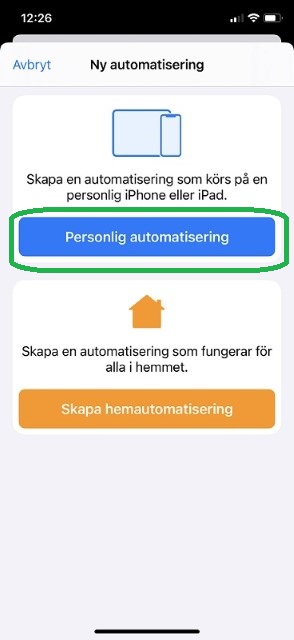 12:26
Avbryt
Ny automatisering
Skapa en automatisering som körs på en
personlig iPhone eller iPad.
Personlig automatisering
Skapa en automatisering som fungerar för
alla i hemmet.
Skapa hemautomatisering